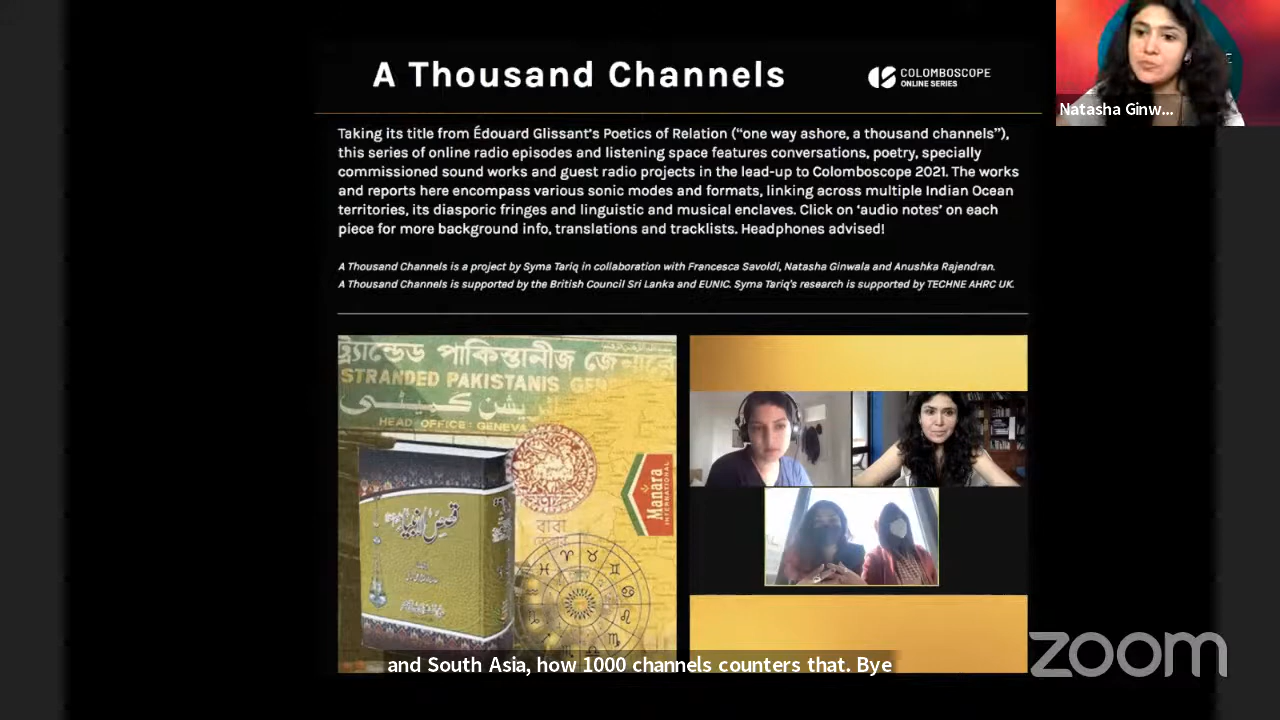 A Thousand Channels
COLOMBOSCOPE
ONLINE SERIES
Natasha Ginw...
Taking its title from Édouard Glissant's Poetics of Relation (“one way ashore, a thousand channels”),
this series of online radio episodes and listening space features conversations, poetry, specially
commissioned sound works and guest radio projects in the lead-up to Colomboscope 2021. The works
and reports here encompass various sonic modes and formats, linking across multiple Indian Ocean
territories, its diasporic fringes and linguistic and musical enclaves. Click on ‘audio notes’ on each
piece for more background info, translations and tracklists. Headphones advised!
A Thousand Channels is a project by Syma Tariq in collaboration with Francesca Savoldi, Natasha Ginwala and Anushka Rajendran.
A Thousand Channels is supported by the British Council Sri Lanka and EUNIC. Syma Tariq's research is supported by TECHNE AHRC UK.
স্ট্র্যান্ডেড পাকিস্তানীজ জেনারে
STRANDED PAKISTANIS GEN
HEAD OFFICE: GENEVA
Manara
INTERNATIONAL
বাবা
and South Asia, how 1000 channels counters that. Bye
zoom